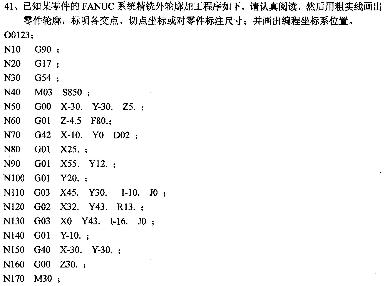 41、已知某零件的 FANUC 系统精铣外轮廓加工程序如下，请认真阅读，然后用粗实线画出
零件轮廓，标明各交点、切点坐标或对零件标注尺寸；并画出编程坐标系位置。
O0123；
N10 G90；
N20 G17；
N30 G54；
N40 M03 S850；
N50 G00 X-30. Y-30. Z5.；
N60 G01 Z-4.5 F80.；
N70 G42 X-10. Y0 D02；
N80 G01 X25.；
N90 G01 X55. Y12.；
N100 G01 Y20.；
N110 G03 X45. Y30. I-10. J0；
N120 G02 X32. Y43. R13.；
N130 G03 X0 Y43. I-16. J0；
N140 G01 Y-10.；
N150 G40 X-30. Y-30.；
N160 G00 Z30.；
N170 M30；